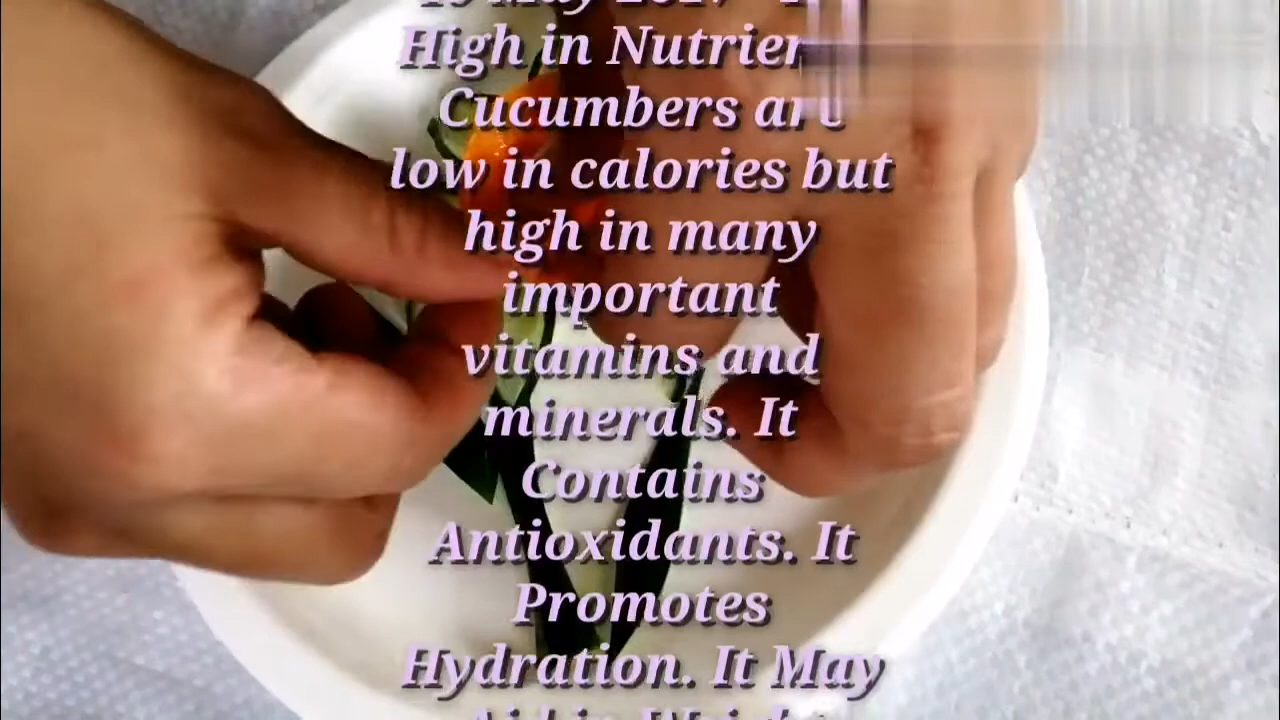 High in Nutrien
Cucumbers are
low in calories but
high in many
important
vitamins and
minerals. It
Contains
Antioxidants. It
Promotes
Hydration. It May